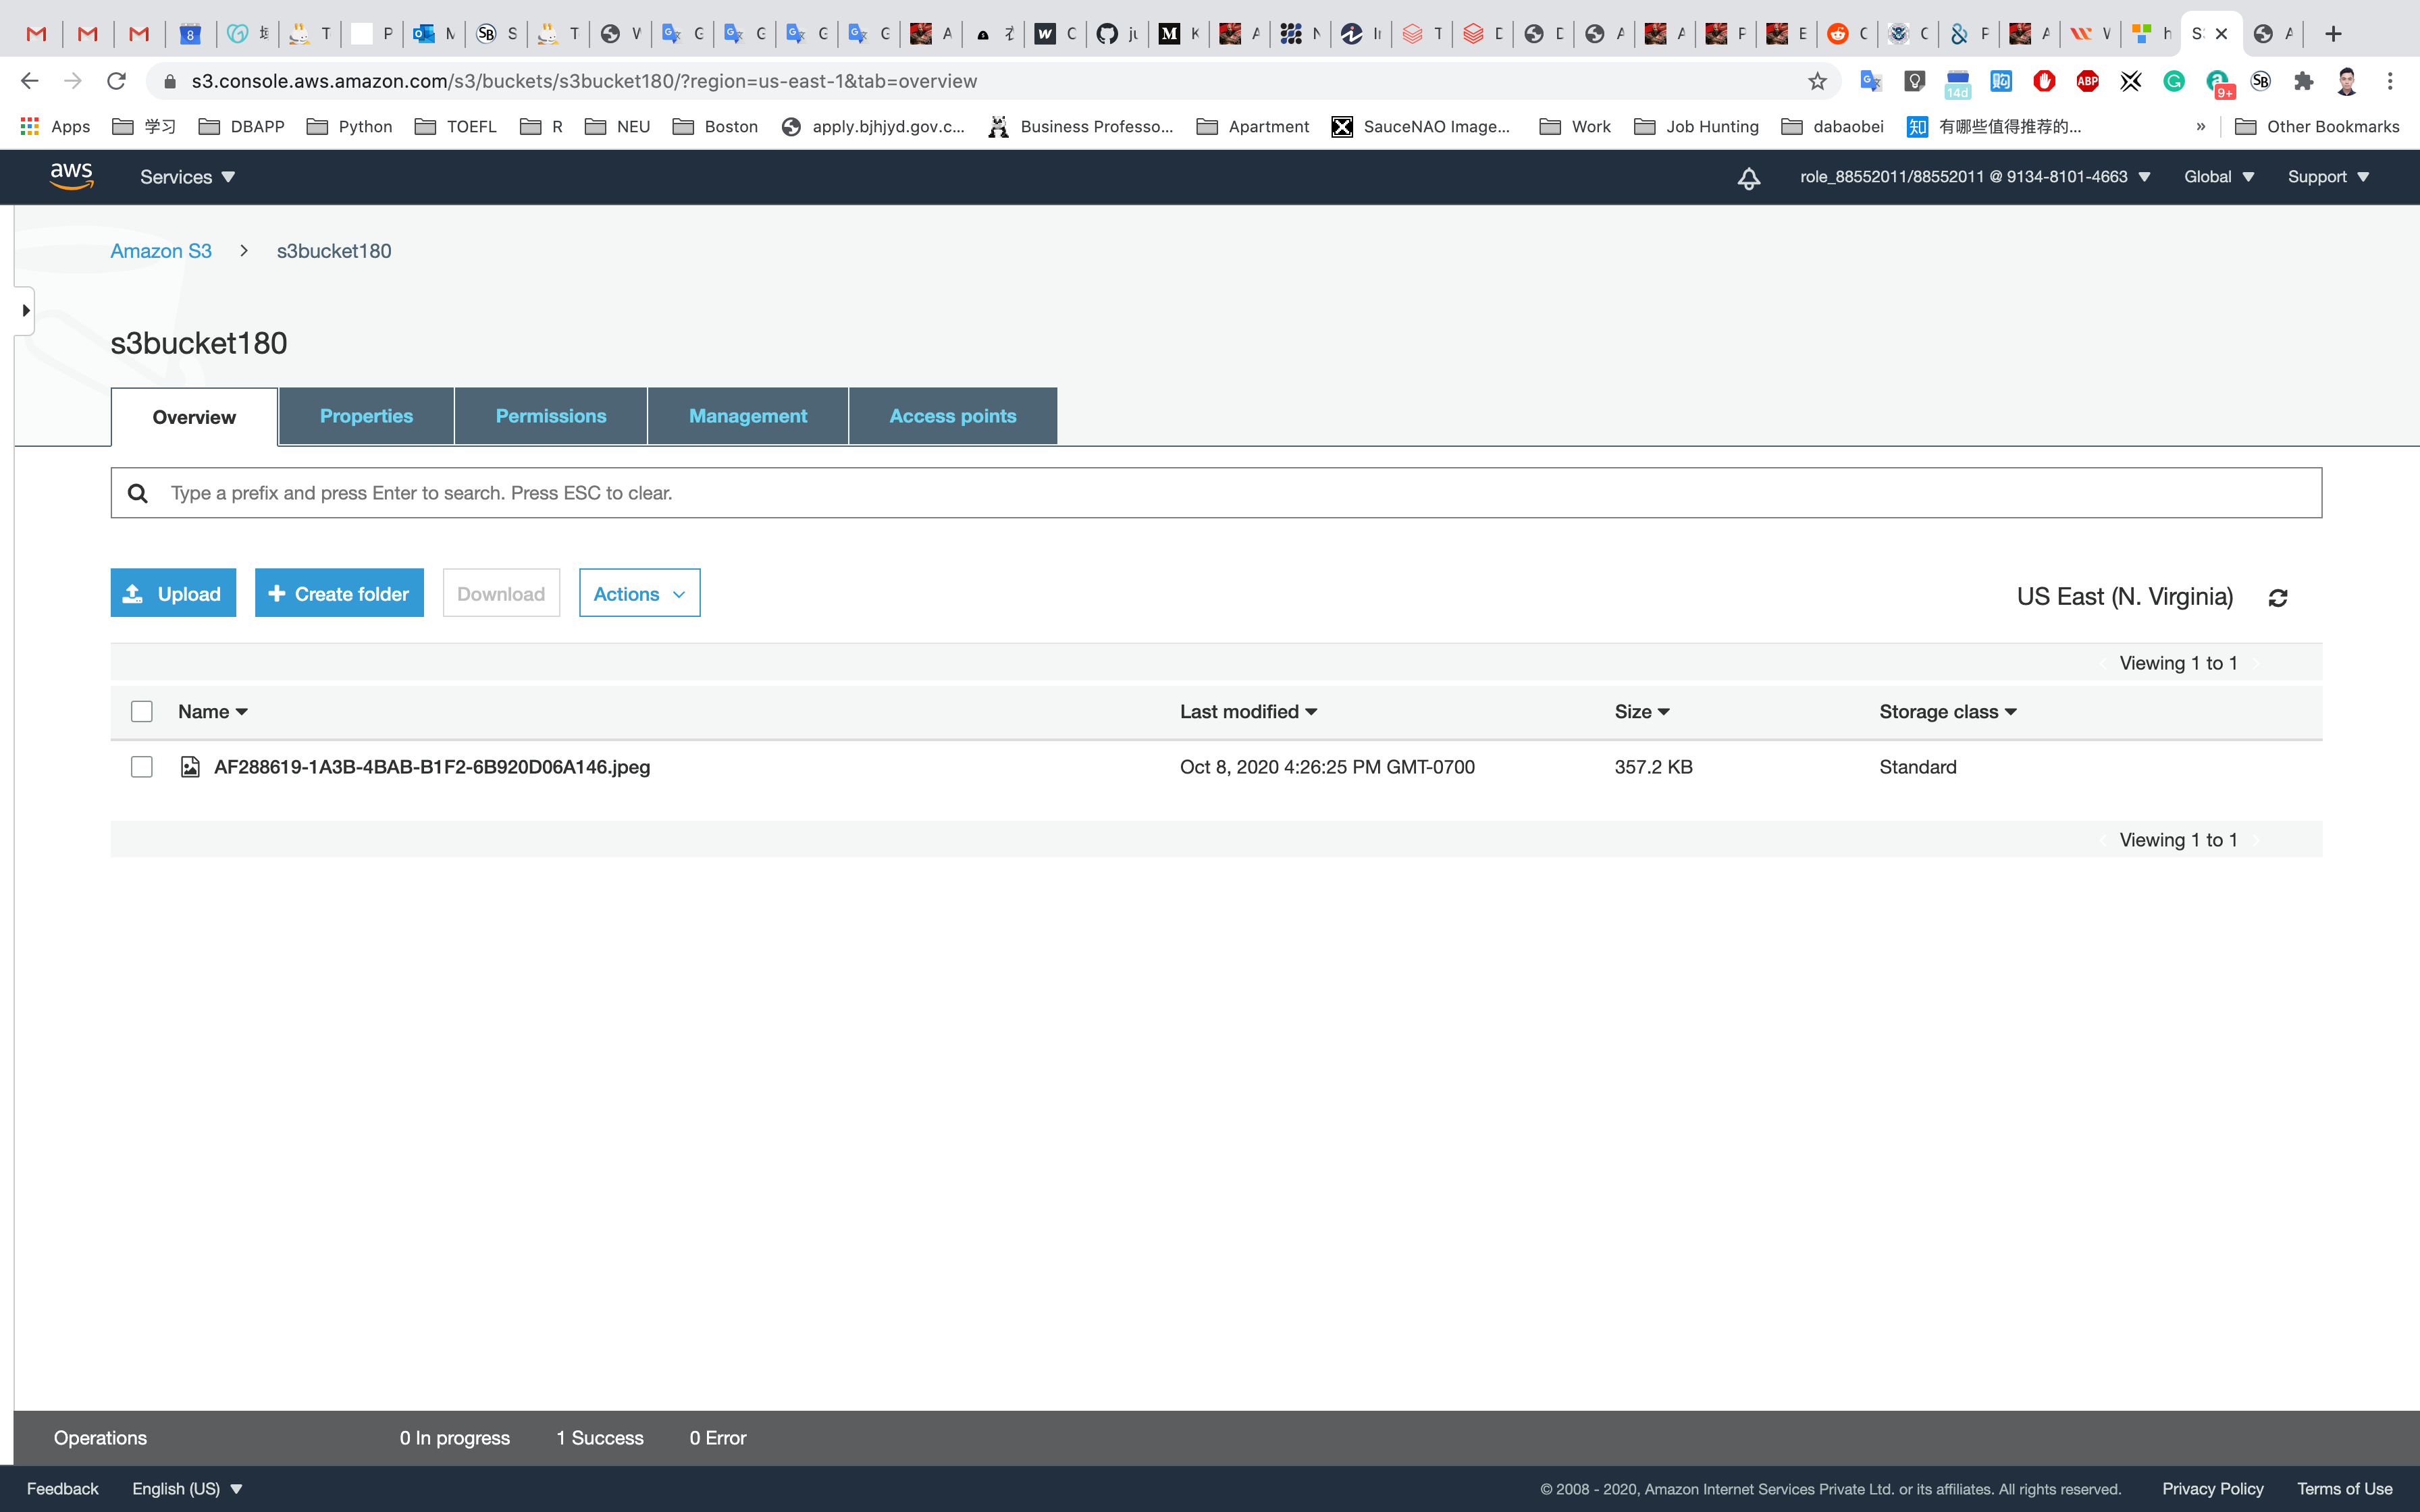 s3.console.aws.amazon.com/s3/buckets/s3bucket180/?region=us-east-1&tab=overview
14d ABP 9+
Apps 学习 DBAPP Python TOEFL R NEU Boston apply.bjhjyd.gov.c... Business Professo... Apartment SauceNAO Image... Work Job Hunting dabaobei 有哪些值得推荐的... » Other Bookmarks
aws Services role_88552011/88552011 @ 9134-8101-4663 Global Support
Amazon S3 > s3bucket180
s3bucket180
Overview Properties Permissions Management Access points
Type a prefix and press Enter to search. Press ESC to clear.
Upload Create folder Download Actions US East (N. Virginia)
Viewing 1 to 1
Name Last modified Size Storage class
AF288619-1A3B-4BAB-B1F2-6B920D06A146.jpeg Oct 8, 2020 4:26:25 PM GMT-0700 357.2 KB Standard
Viewing 1 to 1
Operations 0 In progress 1 Success 0 Error
Feedback English (US) © 2008 - 2020, Amazon Internet Services Private Ltd. or its affiliates. All rights reserved. Privacy Policy Terms of Use